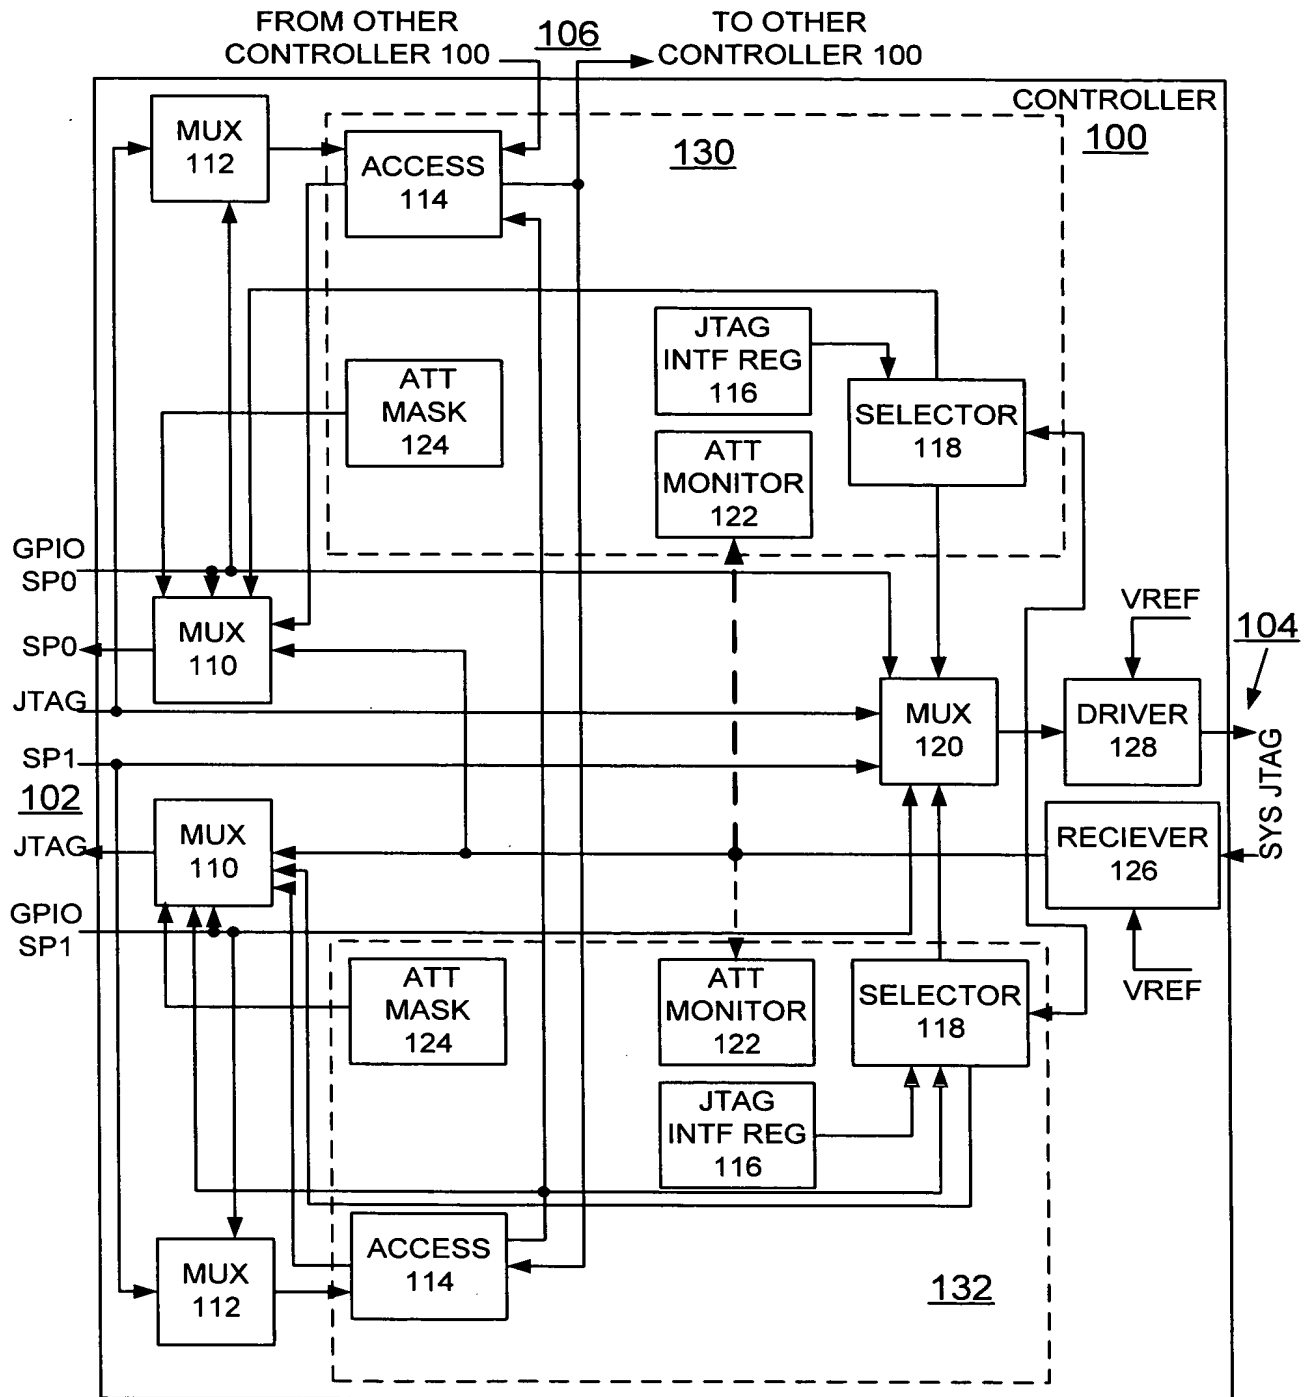 FROM OTHER
CONTROLLER 100
106
TO OTHER
CONTROLLER 100
CONTROLLER
100
MUX
112
ACCESS
114
130
JTAG
INTF REG
116
ATT
MASK
124
SELECTOR
118
ATT
MONITOR
122
GPIO
SP0
MUX
110
VREF
104
SP0
JTAG
MUX
120
DRIVER
128
SP1
102
SYS JTAG
MUX
110
RECIEVER
126
JTAG
GPIO
SP1
VREF
ATT
MASK
124
ATT
MONITOR
122
SELECTOR
118
JTAG
INTF REG
116
ACCESS
114
MUX
112
132